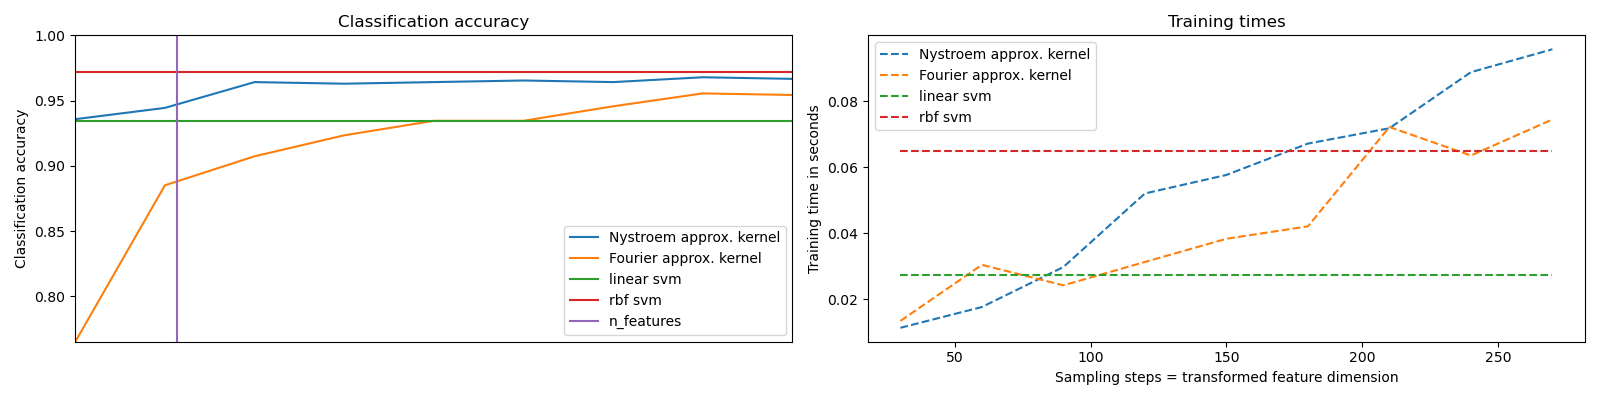 Classification accuracy
Classification accuracy
1.00
0.95
0.90
0.85
0.80
Nystroem approx. kernel
Fourier approx. kernel
linear svm
rbf svm
n_features
Training times
Training time in seconds
0.08
0.06
0.04
0.02
Nystroem approx. kernel
Fourier approx. kernel
linear svm
rbf svm
50 100 150 200 250
Sampling steps = transformed feature dimension